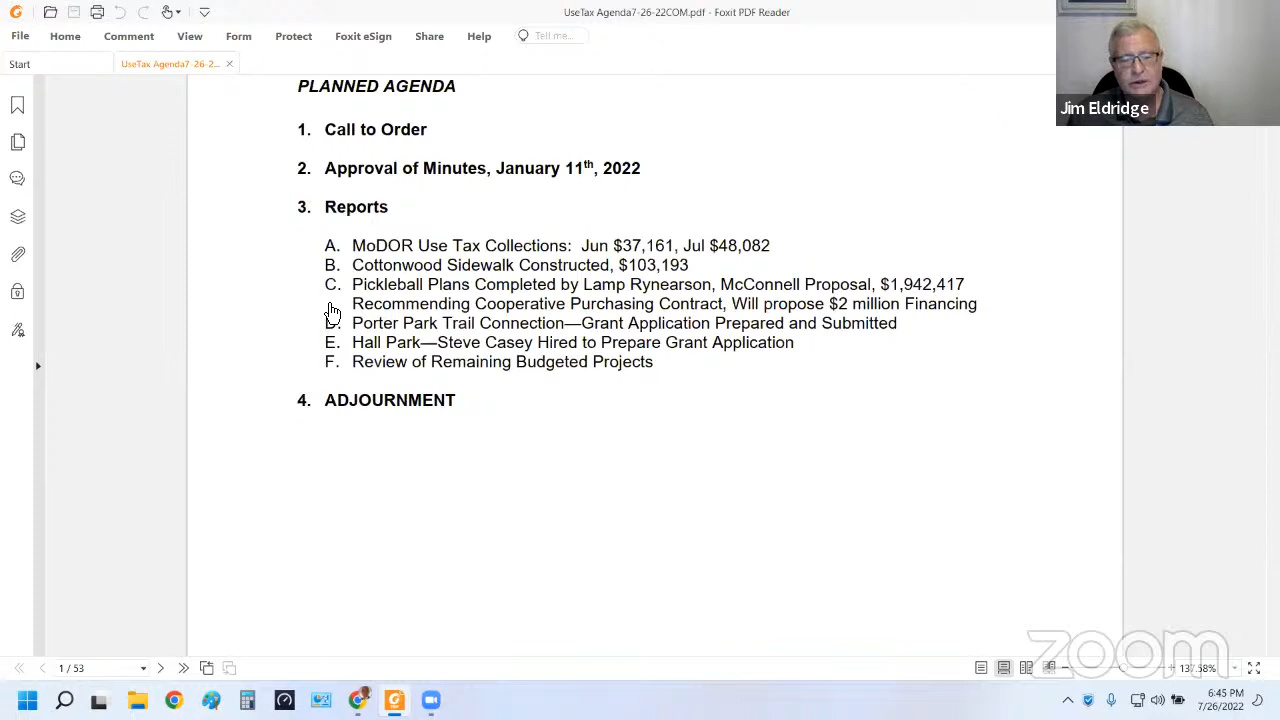 UseTax Agenda7-26-22COM.pdf - Foxit PDF Reader
File Home Comment View Form Protect Foxit eSign Share Help Tell me...
Start UseTax Agenda7-26-2...
Jim Eldridge
PLANNED AGENDA
1. Call to Order
2. Approval of Minutes, January 11th, 2022
3. Reports
A. MoDOR Use Tax Collections: Jun $37,161, Jul $48,082
B. Cottonwood Sidewalk Constructed, $103,193
C. Pickleball Plans Completed by Lamp Rynearson, McConnell Proposal, $1,942,417
Recommending Cooperative Purchasing Contract, Will propose $2 million Financing
D. Porter Park Trail Connection—Grant Application Prepared and Submitted
E. Hall Park—Steve Casey Hired to Prepare Grant Application
F. Review of Remaining Budgeted Projects
4. ADJOURNMENT
zoom
1 / 53 137.58%
6:45 PM
7/26/2022